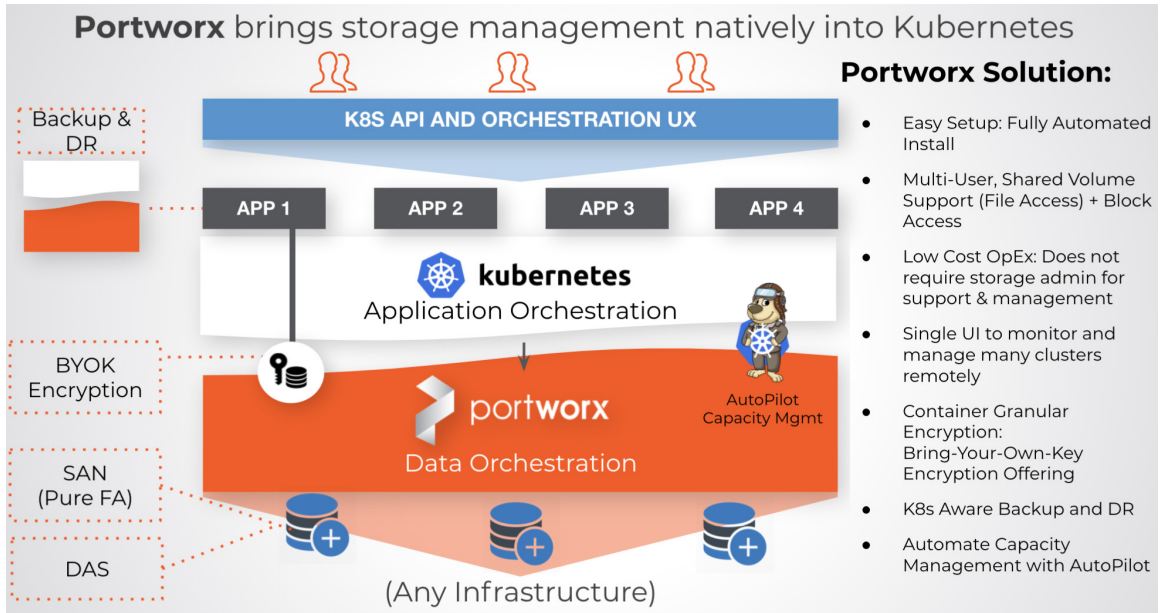 Portworx brings storage management natively into Kubernetes
Backup &
DR
K8S API AND ORCHESTRATION UX
APP 1
APP 2
APP 3
APP 4
kubernetes
Application Orchestration
BYOK
Encryption
portworx
Data Orchestration
AutoPilot
Capacity Mgmt
SAN
(Pure FA)
DAS
(Any Infrastructure)
Portworx Solution:
● Easy Setup: Fully Automated
Install
● Multi-User, Shared Volume
Support (File Access) + Block
Access
● Low Cost OpEx: Does not
require storage admin for
support & management
● Single UI to monitor and
manage many clusters
remotely
● Container Granular
Encryption:
Bring-Your-Own-Key
Encryption Offering
● K8s Aware Backup and DR
● Automate Capacity
Management with AutoPilot